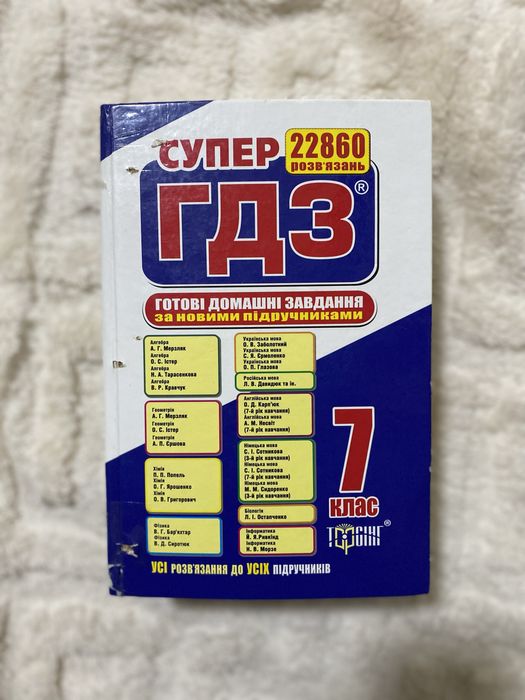 СУПЕР
22860
розв'язань
ГДЗ®
ГОТОВІ ДОМАШНІ ЗАВДАННЯ
за новими підручниками
Алгебра
А. Г. Мерзляк
Алгебра
О. С. Істер
Алгебра
Н. А. Тарасенкова
Алгебра
В. Р. Кравчук
Геометрія
А. Г. Мерзляк
Геометрія
О. С. Істер
Геометрія
А. П. Єршова
Хімія
П. П. Попель
Хімія
О. Г. Ярошенко
Хімія
О. В. Григорович
Фізика
В. Г. Бар'яхтар
Фізика
В. Д. Сиротюк
Українська мова
О. В. Заболотний
Українська мова
С. Я. Єрмоленко
Українська мова
О. П. Глазова
Російська мова
Л. В. Давидюк та ін.
Англійська мова
О. Д. Карп'юк
(7-й рік навчання)
Англійська мова
А. М. Несвіт
(7-й рік навчання)
Німецька мова
С. І. Сотникова
(3-й рік навчання)
Німецька мова
С. І. Сотникова
(7-й рік навчання)
Німецька мова
М. М. Сидоренко
(3-й рік навчання)
Біологія
Л. І. Остапченко
Інформатика
Й. Я.Ривкінд
Інформатика
Н. В. Морзе
7
клас
ТОРСІНГ®
УСІ РОЗВ'ЯЗАННЯ ДО УСІХ ПІДРУЧНИКІВ